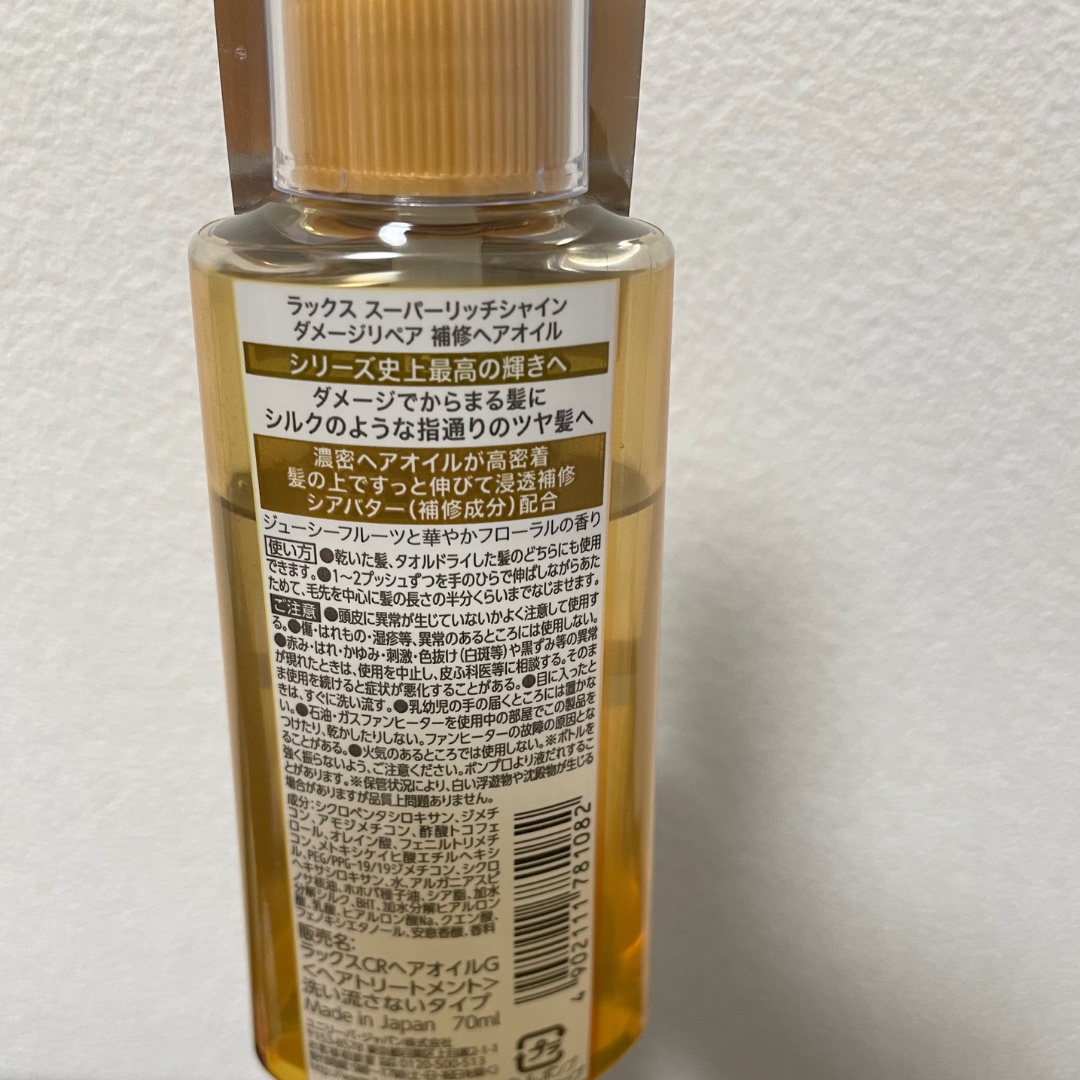 ラックス スーパーリッチシャイン
ダメージリペア 補修ヘアオイル
シリーズ史上最高の輝きへ
ダメージでからまる髪に
シルクのような指通りのツヤ髪へ
濃密ヘアオイルが高密着
髪の上ですっと伸びて浸透補修
シアバター(補修成分)配合
ジューシーフルーツと華やかフローラルの香り
使い方 ●乾いた髪、タオルドライした髪のどちらにも使用
できます。●1〜2プッシュずつを手のひらで伸ばしながらあた
ためて、毛先を中心に髪の長さの半分くらいまでなじませます。
ご注意 ●頭皮に異常が生じていないかよく注意して使用す
る。●傷・はれもの・湿疹等、異常のあるところには使用しない。
●赤み・はれ・かゆみ・刺激・色抜け(白斑等)や黒ずみ等の異常
が現れたときは、使用を中止し、皮ふ科医等に相談する。そのま
ま使用を続けると症状が悪化することがある。●目に入ったと
きは、すぐに洗い流す。●乳幼児の手の届くところには置かな
い。●石油・ガスファンヒーターを使用中の部屋でこの製品を
つけたり、乾かしたりしない。ファンヒーターの故障の原因とな
ることがある。●火気のあるところでは使用しない。※ボトルを
強く振らないよう、ご注意ください。ポンプロより液だれするこ
とがあります。※保管状況により、白い浮遊物や沈殿物が生じる
場合がありますが品質上問題ありません。
成分:シクロペンタシロキサン、ジメチ
コン、アモジメチコン、酢酸トコフェ
ロール、オレイン酸、フェニルトリメチ
コン、メトキシケイヒ酸エチルヘキシ
ル、PEG/PPG-19/19ジメチコン、シクロ
ヘキサシロキサン、水、アルガニアスピ
ノサ核油、ホホバ種子油、シア脂、加水
分解シルク、BHT、加水分解ヒアルロン
酸、乳酸、ヒアルロン酸Na、クエン酸、
フェノキシエタノール、安息香酸、香料
販売名:
ラックスCRヘアオイルG
<ヘアトリートメント>
洗い流さないタイプ
Made in Japan 70ml
ユニリーバ・ジャパン株式会社
0120-500-513
4902111781082
プラ